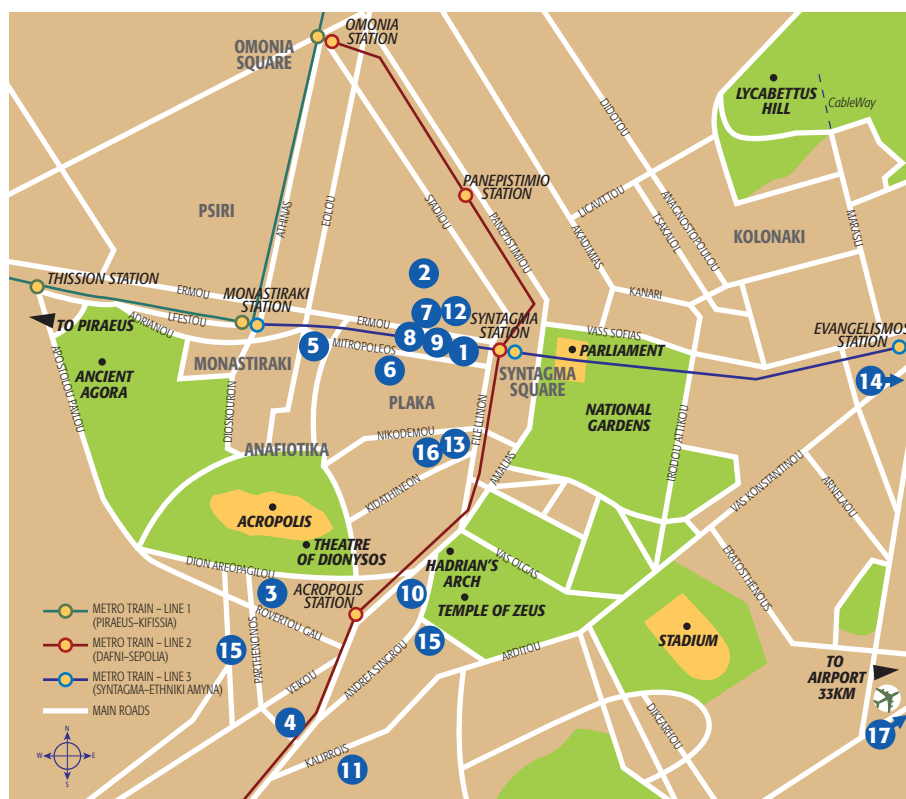 OMONIA
STATION
OMONIA
SQUARE
LYCABETTUS
HILL
CableWay
DIDOTOU
PANEPISTIMIO
STATION
PSIRI
ATHINAS
EOLOU
STADIOU
PANEPISTIMIOU
AKADIMIAS
LICAVITTOU
TSAKALOL
ANAGNOSTOPOULOU
KOLONAKI
MARASLI
THISSION STATION
ERMOU
MONASTIRAKI
STATION
2
KANARI
TO PIRAEUS
ADRIANOU
LFESTOU
ERMOU
7
12
SYNTAGMA
STATION
VASS SOFIAS
EVANGELISMOS
STATION
5
MITROPOLEOS
8
9
1
PARLIAMENT
MONASTIRAKI
6
SYNTAGMA
SQUARE
14
ANCIENT
AGORA
APOSTOLOU PAVLOU
DIOSKOURON
PLAKA
NATIONAL
GARDENS
IRODOU ATTIKOU
FILELLINON
NIKODEMOU
13
16
ANAFIOTIKA
AMALIAS
KIDATHINEON
VAS KONSTANTINOU
ARNELAOU
ACROPOLIS
THEATRE
OF DIONYSOS
HADRIAN'S
ARCH
VAS OLGAS
ERATOSTHENOUS
DION AREOPAGILOU
3
ACROPOLIS
STATION
10
TEMPLE OF ZEUS
METRO TRAIN – LINE 1
(PIRAEUS–KIFISSIA)
METRO TRAIN – LINE 2
(DAFNI–SEPOLIA)
METRO TRAIN – LINE 3
(SYNTAGMA–ETHNIKI AMYNA)
MAIN ROADS
15
PARTHENONOS
ROVERTOU GALI
15
STADIUM
ARDITOU
VEIKOU
ANDREA SINGROU
TO
AIRPORT
33KM
4
DIKEARHOU
17
KALIRROIS
11
N
W
E
S